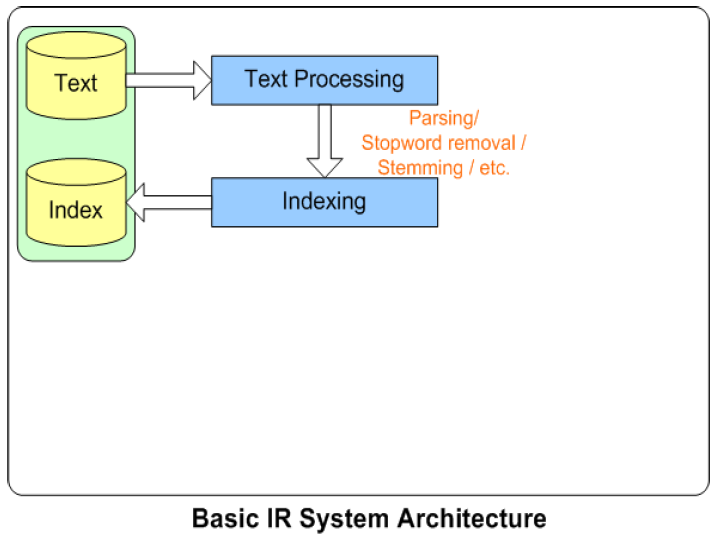 Text
Text Processing
Parsing/
Stopword removal /
Stemming / etc.
Index
Indexing
Basic IR System Architecture